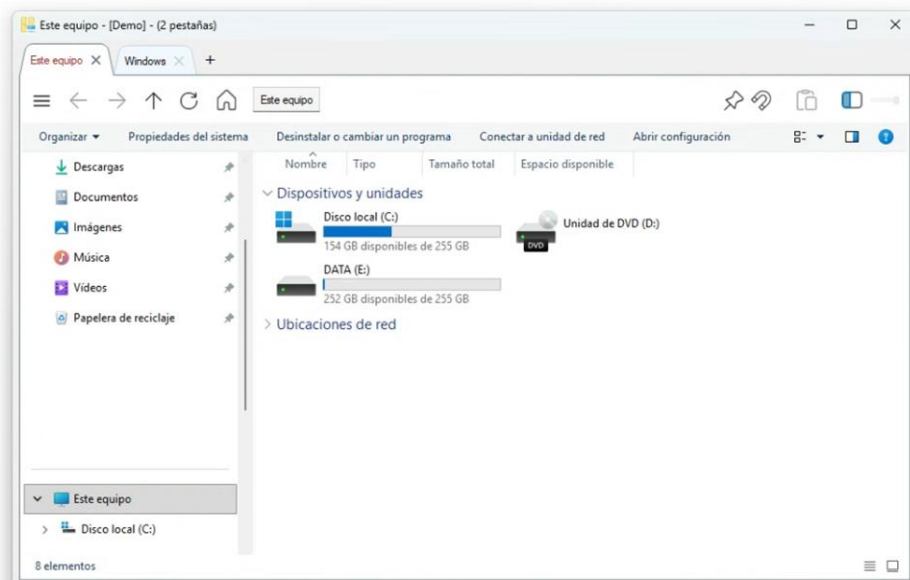 Este equipo - [Demo] - (2 pestañas)
Este equipo
Windows
Este equipo
Organizar
Propiedades del sistema
Desinstalar o cambiar un programa
Conectar a unidad de red
Abrir configuración
Descargas
Documentos
Imágenes
Música
Vídeos
Papelera de reciclaje
Este equipo
Disco local (C:)
Nombre
Tipo
Tamaño total
Espacio disponible
Dispositivos y unidades
Disco local (C:)
154 GB disponibles de 255 GB
Unidad de DVD (D:)
DVD
DATA (E:)
252 GB disponibles de 255 GB
Ubicaciones de red
8 elementos